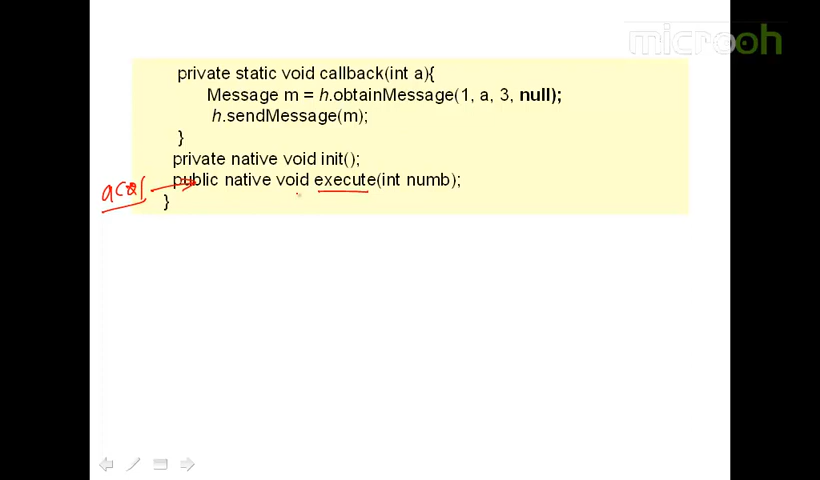 microoh
private static void callback(int a){
Message m = h.obtainMessage(1, a, 3, null);
h.sendMessage(m);
}
private native void init();
public native void execute(int numb);
}